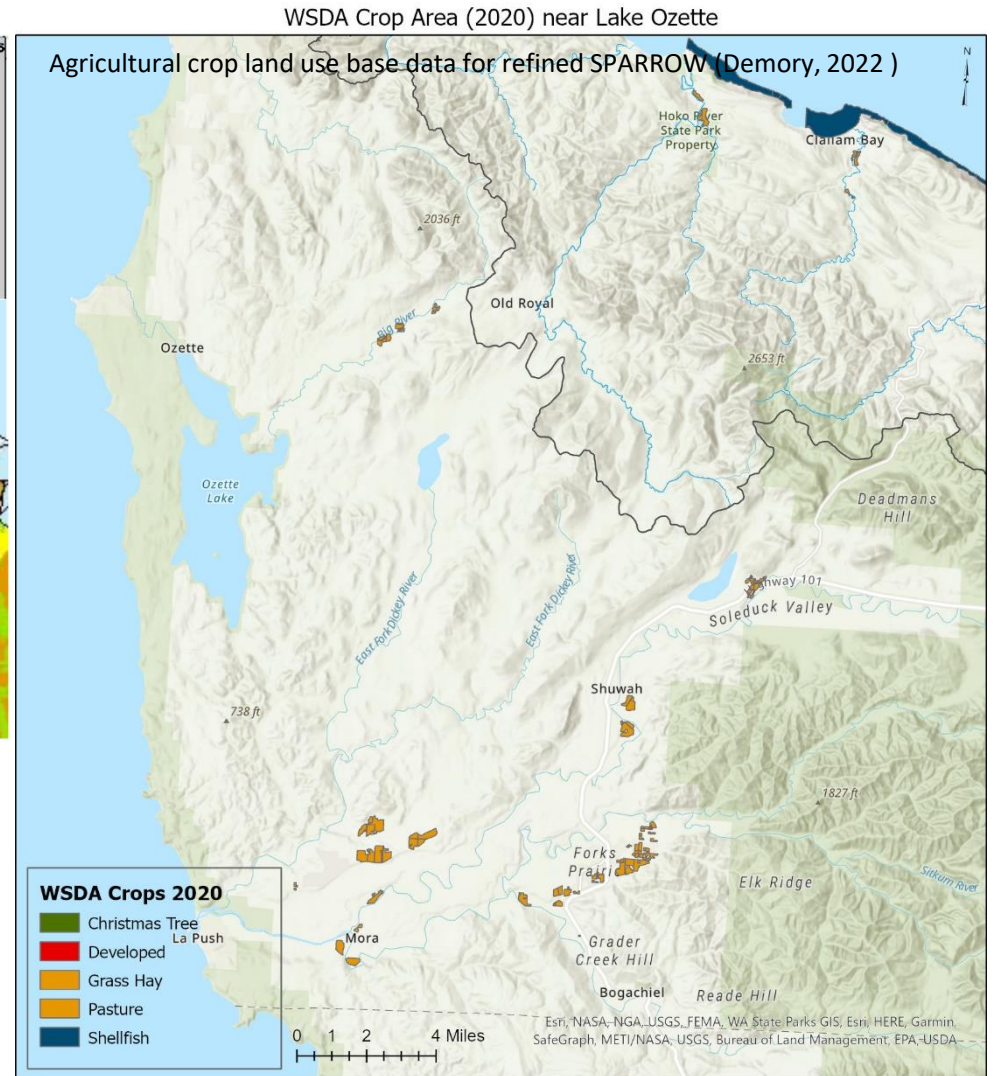 WSDA Crop Area (2020) near Lake Ozette
Agricultural crop land use base data for refined SPARROW (Demory, 2022 )
N
Hoko River
State Park
Property
Clallam Bay
2036 ft
Old Royal
Big River
Ozette
2653 ft
Ozette
Lake
Deadmans
Hill
Highway 101
Soleduck Valley
East Fork Dickey River
East Fork Dickey River
Shuwah
738 ft
1827 ft
Forks
Prairie
Elk Ridge
Sitkum River
WSDA Crops 2020
Christmas Tree
Developed
Grass Hay
Pasture
Shellfish
La Push
Mora
Grader
Creek Hill
Bogachiel
Reade Hill
0 1 2 4 Miles
Esri, NASA, NGA, USGS, FEMA, WA State Parks GIS, Esri, HERE, Garmin,
SafeGraph, METI/NASA, USGS, Bureau of Land Management, EPA, USDA